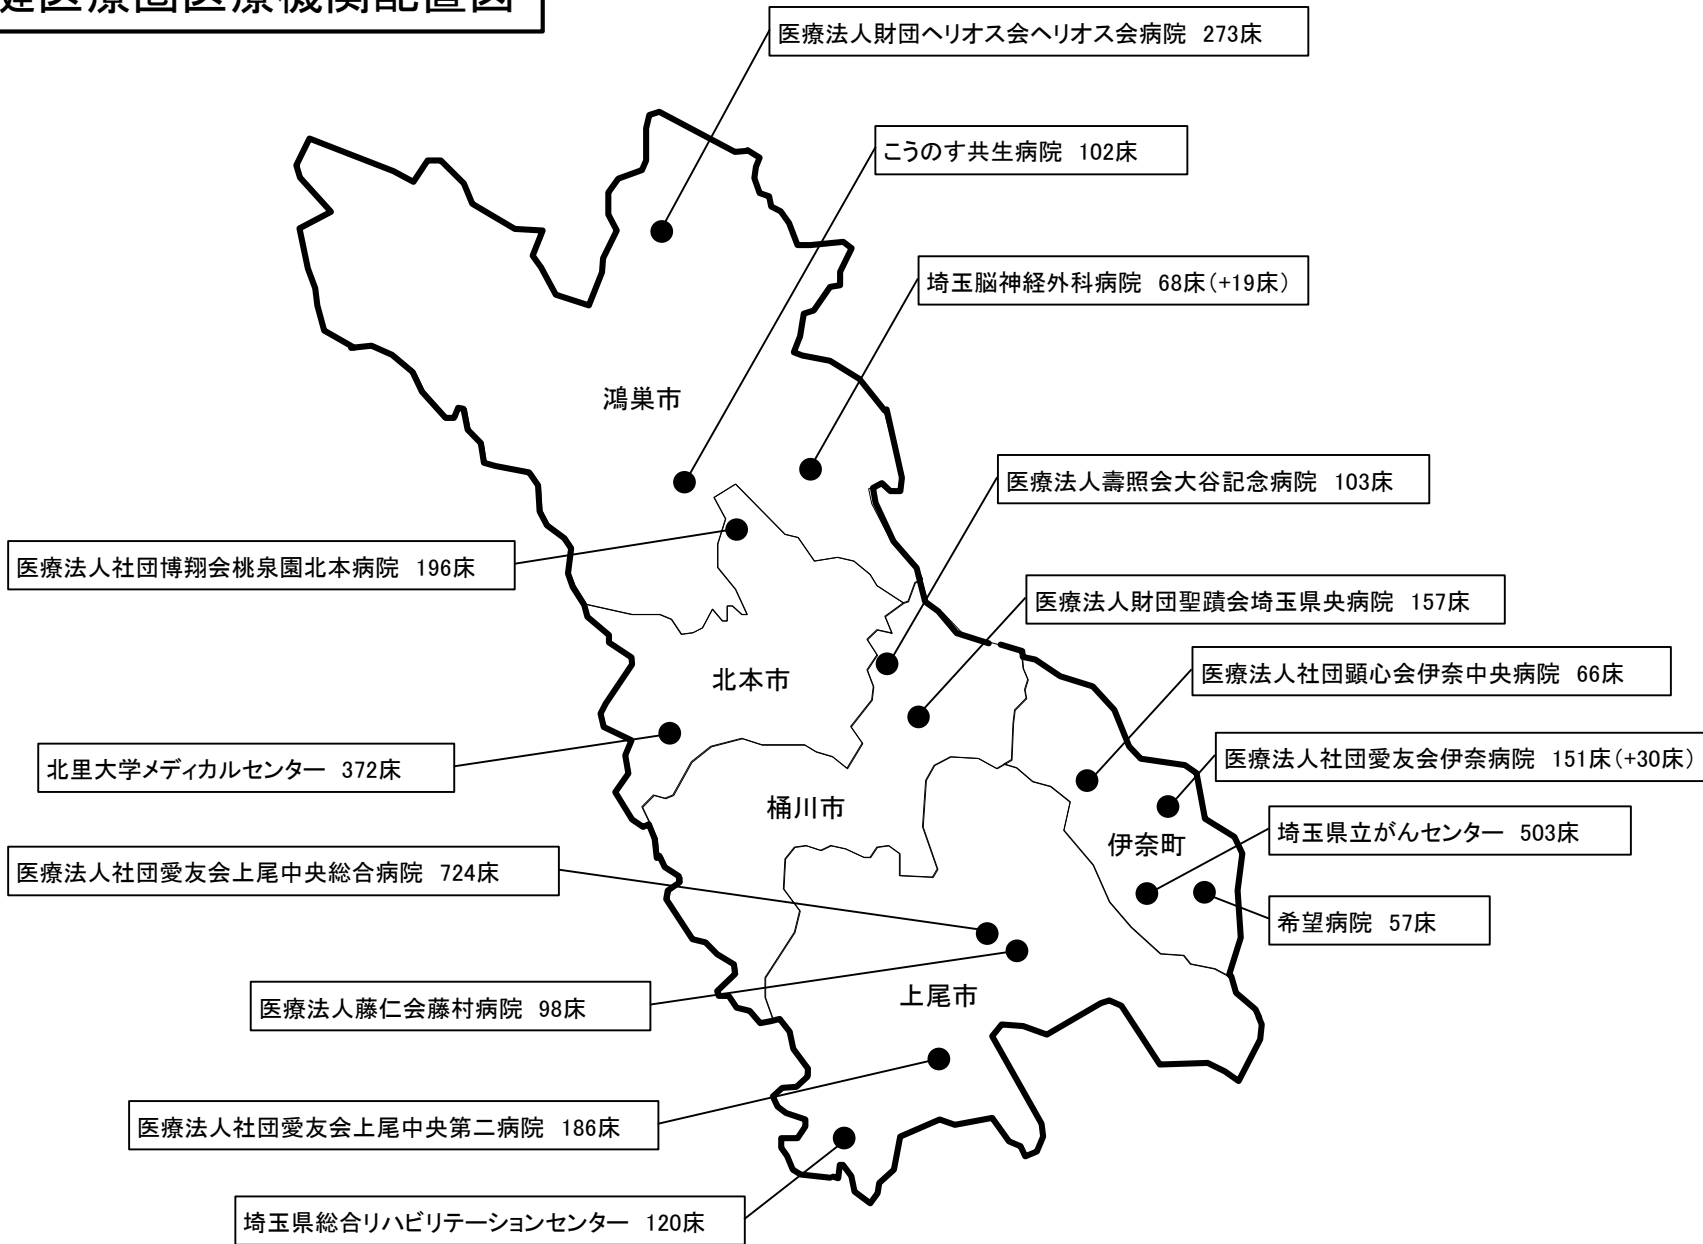 健医療圏医療機関配置図
医療法人財団ヘリオス会ヘリオス会病院 273床
こうのす共生病院 102床
埼玉脳神経外科病院 68床(+19床)
鴻巣市
医療法人壽照会大谷記念病院 103床
医療法人社団博翔会桃泉園北本病院 196床
医療法人財団聖蹟会埼玉県央病院 157床
医療法人社団顕心会伊奈中央病院 66床
北本市
医療法人社団愛友会伊奈病院 151床(+30床)
北里大学メディカルセンター 372床
桶川市
埼玉県立がんセンター 503床
伊奈町
医療法人社団愛友会上尾中央総合病院 724床
希望病院 57床
上尾市
医療法人藤仁会藤村病院 98床
医療法人社団愛友会上尾中央第二病院 186床
埼玉県総合リハビリテーションセンター 120床